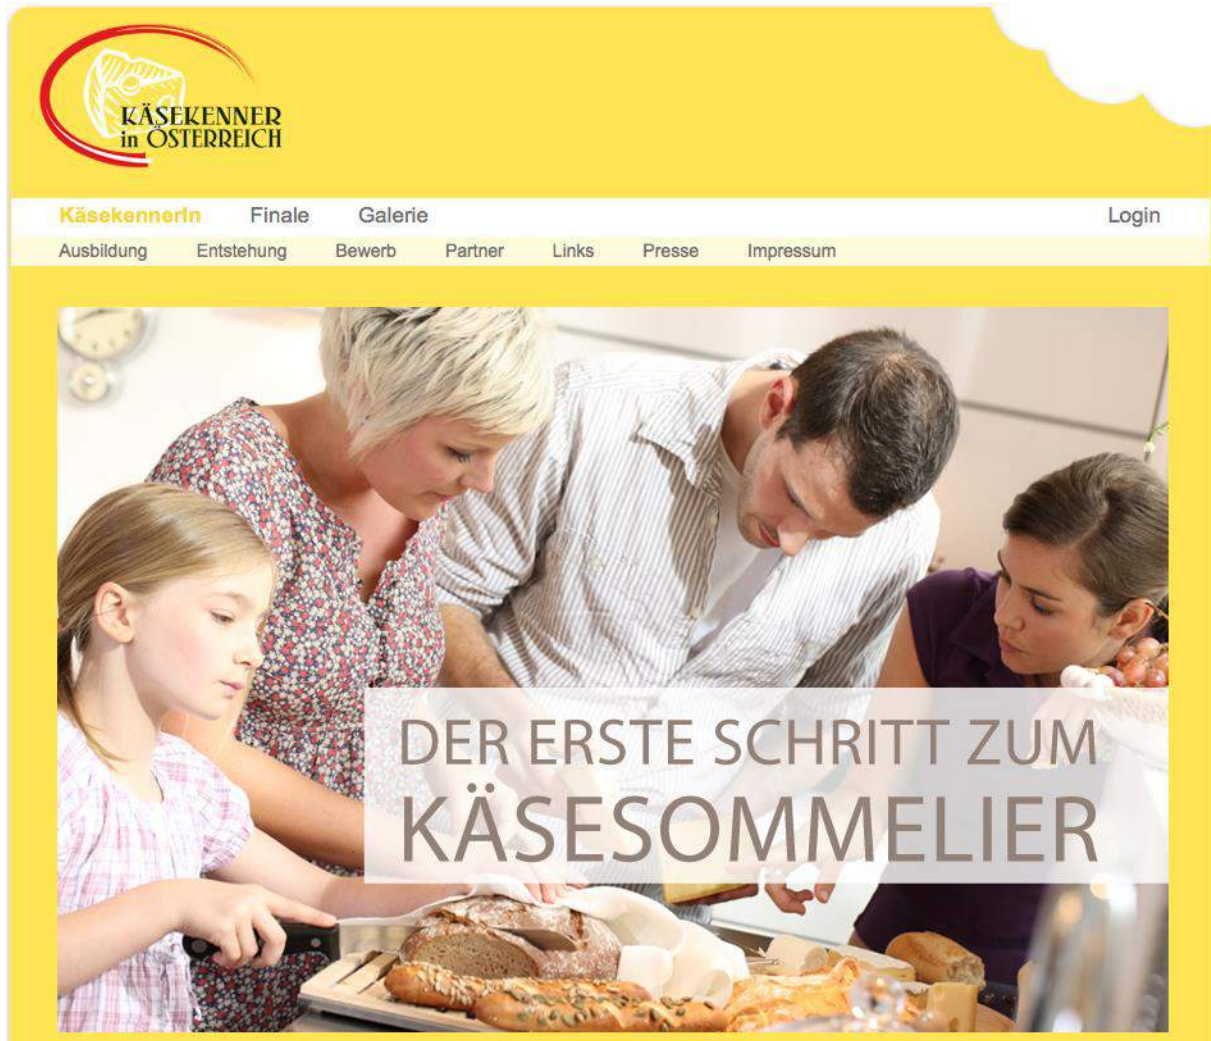 KÄSEKENNER
in ÖSTERREICH
KäsekennerIn Finale Galerie Login
Ausbildung Entstehung Bewerb Partner Links Presse Impressum
DER ERSTE SCHRITT ZUM
KÄSESOMMELIER